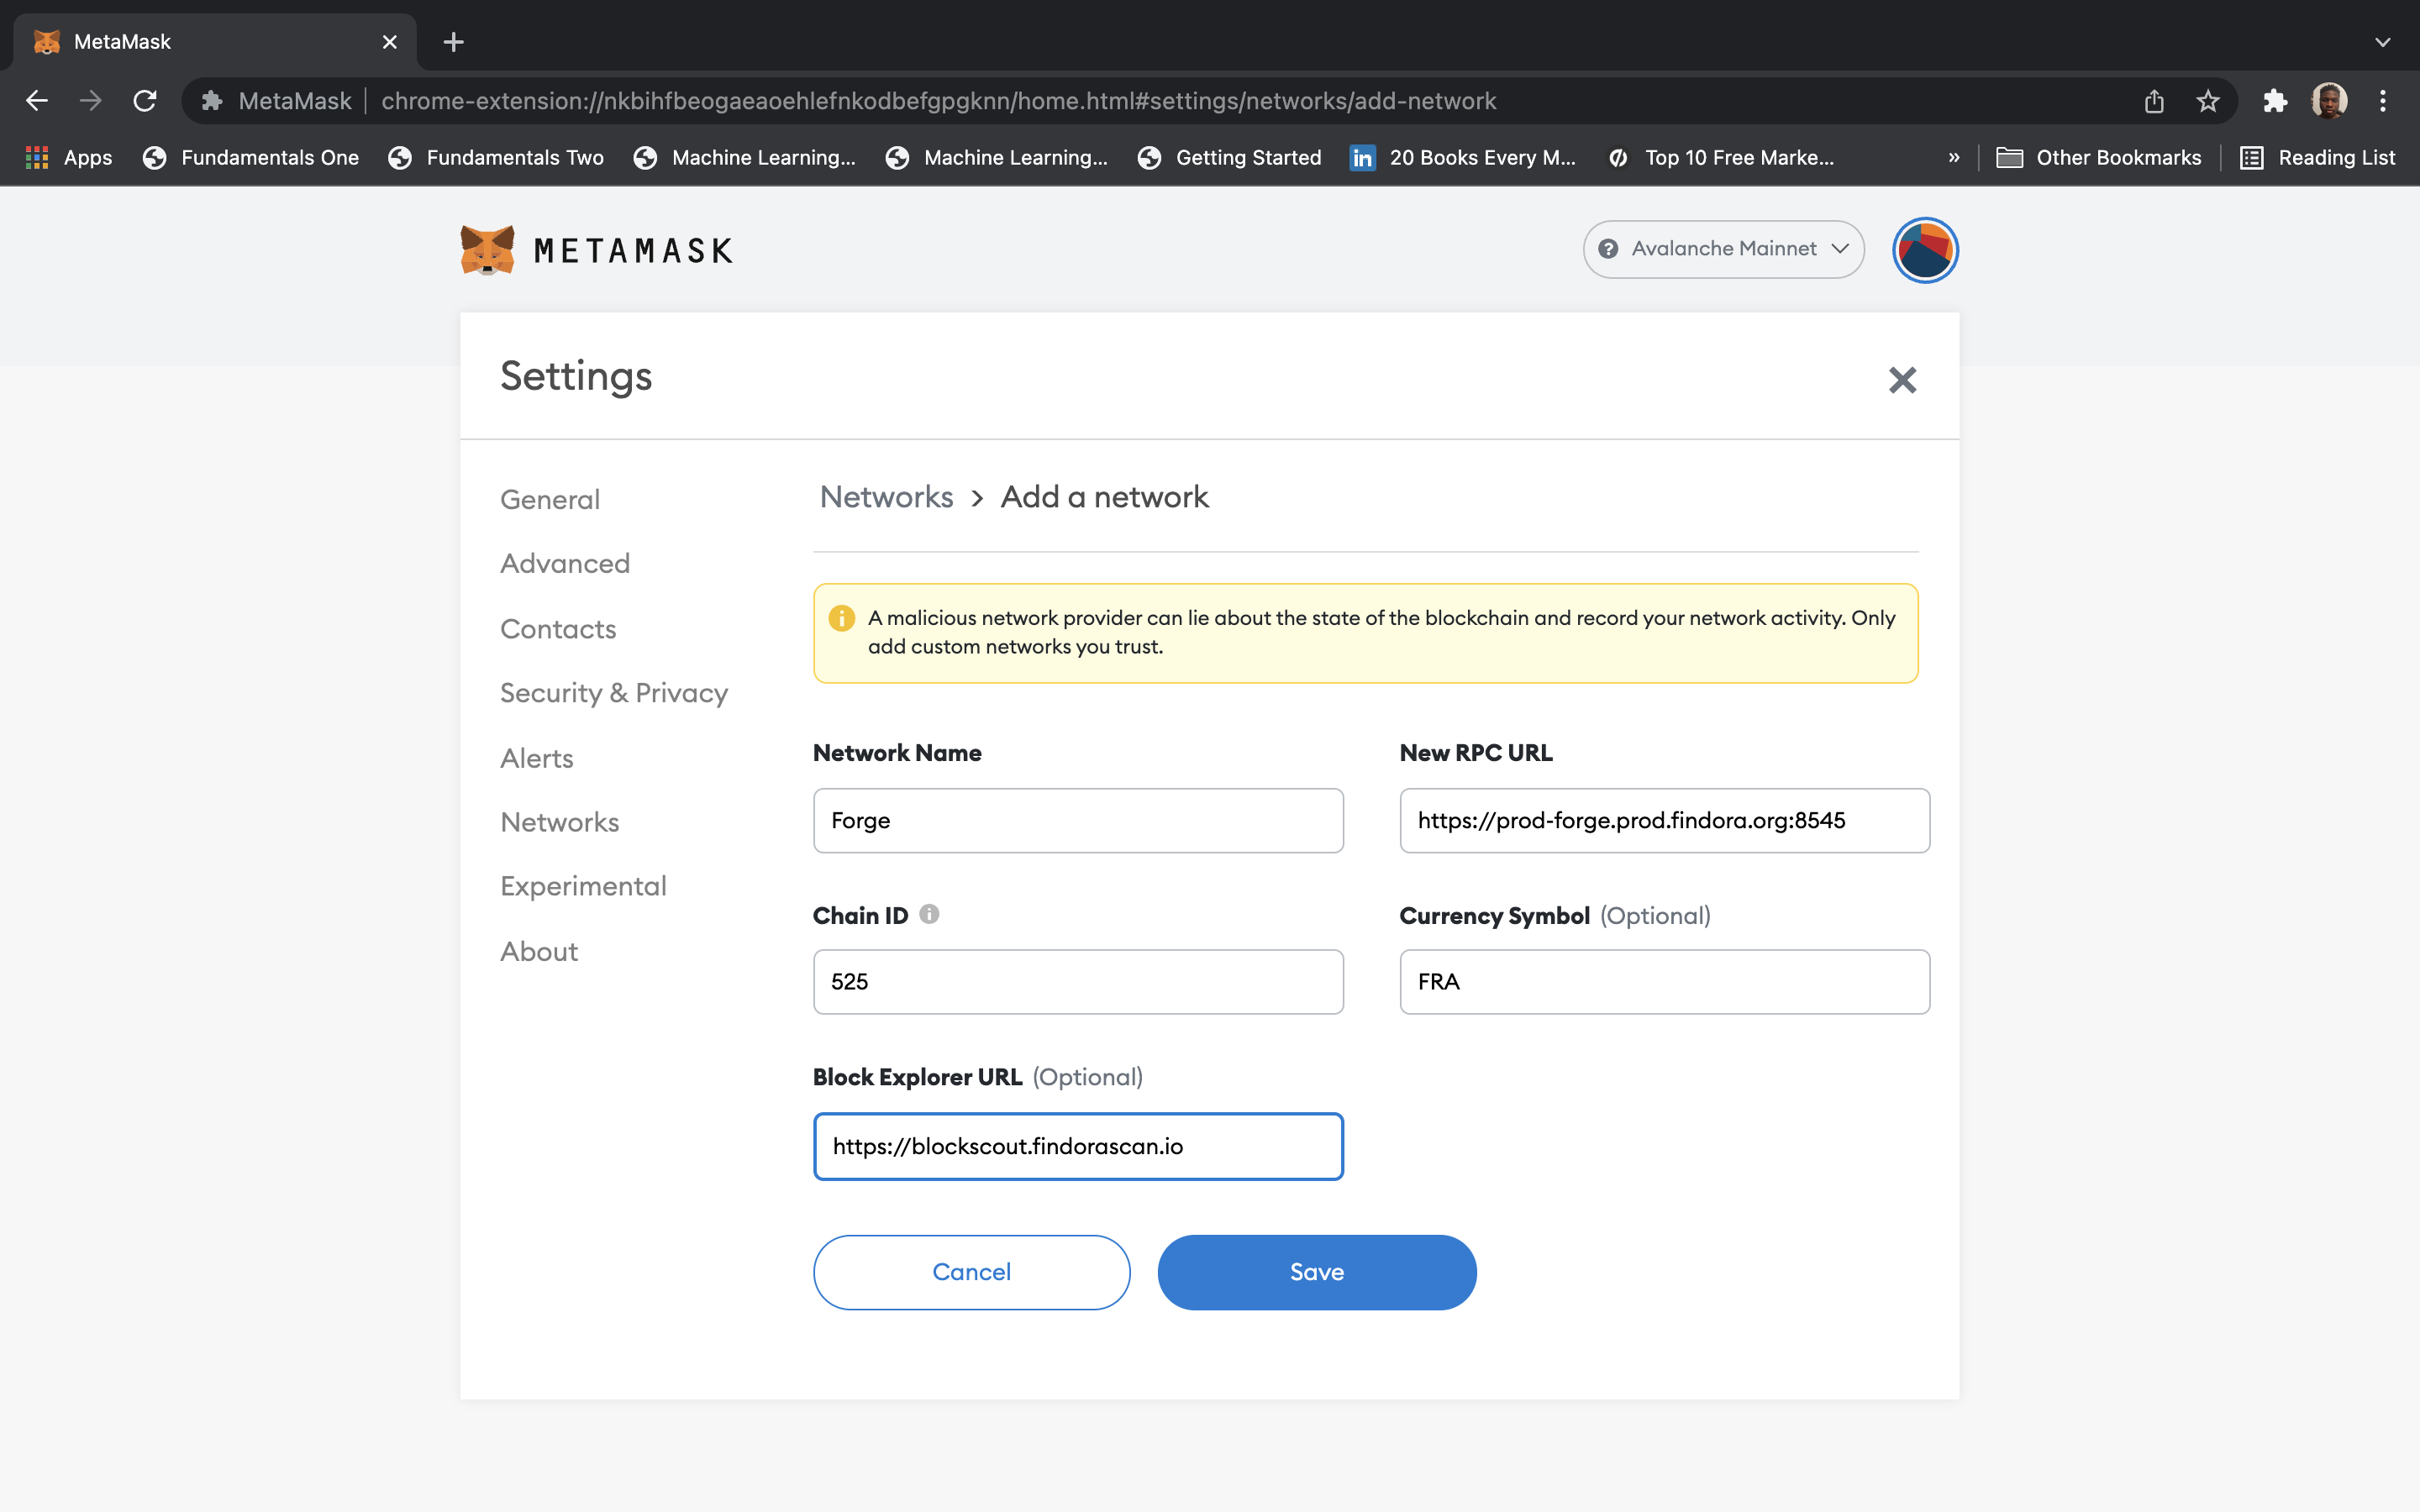 MetaMask
MetaMask chrome-extension://nkbihfbeogaeaoehlefnkodbefgpgknn/home.html#settings/networks/add-network
Apps Fundamentals One Fundamentals Two Machine Learning... Machine Learning... Getting Started in 20 Books Every M... Top 10 Free Marke... » Other Bookmarks Reading List
METAMASK
? Avalanche Mainnet
Settings
General
Advanced
Contacts
Security & Privacy
Alerts
Networks
Experimental
About
Networks > Add a network
A malicious network provider can lie about the state of the blockchain and record your network activity. Only
add custom networks you trust.
Network Name
Forge
New RPC URL
https://prod-forge.prod.findora.org:8545
Chain ID
525
Currency Symbol (Optional)
FRA
Block Explorer URL (Optional)
https://blockscout.findorascan.io
Cancel
Save